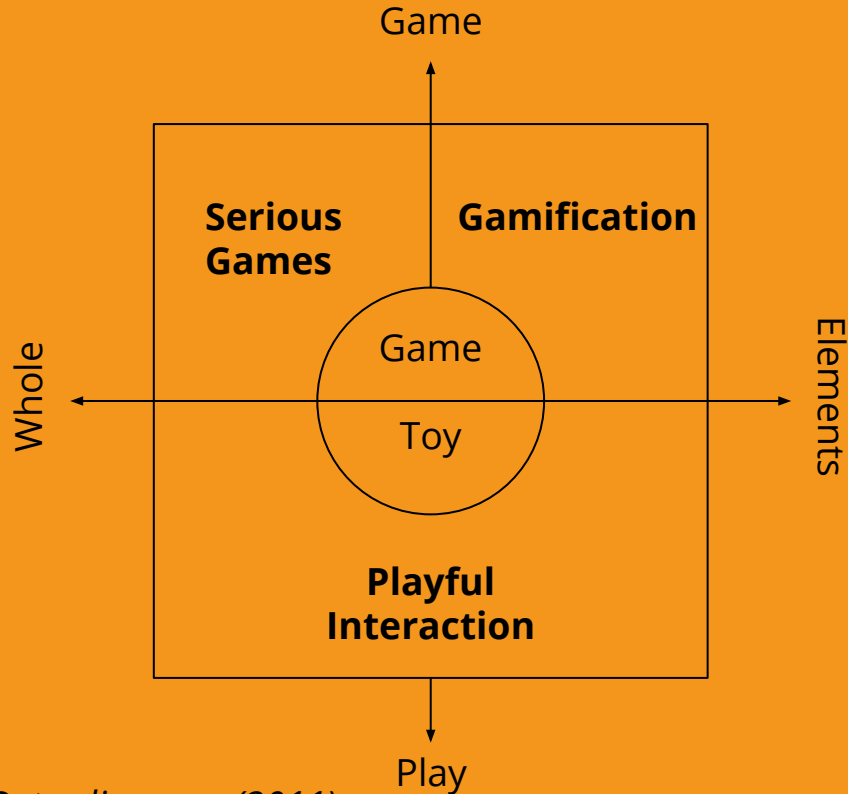 Game
Serious
Games
Gamification
Game
Whole
Elements
Toy
Playful
Interaction
Play